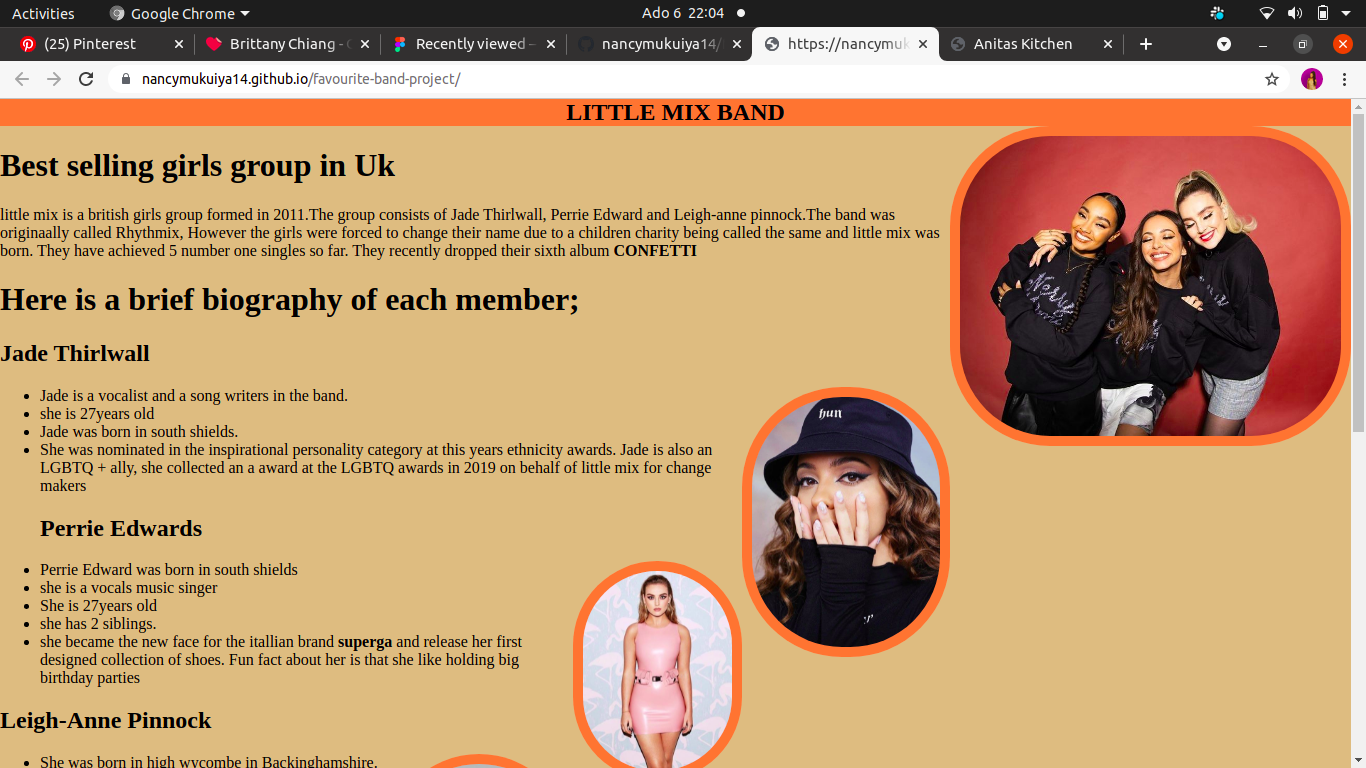 Activities
Google Chrome
Ado 6 22:04
(25) Pinterest
Brittany Chiang -
Recently viewed –
nancymukuiya14/
https://nancymuk
Anitas Kitchen
nancymukuiya14.github.io/favourite-band-project/
LITTLE MIX BAND
Best selling girls group in Uk
little mix is a british girls group formed in 2011.The group consists of Jade Thirlwall, Perrie Edward and Leigh-anne pinnock.The band was
originaally called Rhythmix, However the girls were forced to change their name due to a children charity being called the same and little mix was
born. They have achieved 5 number one singles so far. They recently dropped their sixth album CONFETTI
Here is a brief biography of each member;
Jade Thirlwall
Jade is a vocalist and a song writers in the band.
she is 27years old
Jade was born in south shields.
She was nominated in the inspirational personality category at this years ethnicity awards. Jade is also an
LGBTQ + ally, she collected an a award at the LGBTQ awards in 2019 on behalf of little mix for change
makers
hun
Perrie Edwards
Perrie Edward was born in south shields
she is a vocals music singer
She is 27years old
she has 2 siblings.
she became the new face for the itallian brand superga and release her first
designed collection of shoes. Fun fact about her is that she like holding big
birthday parties
Leigh-Anne Pinnock
She was born in high wycombe in Backinghamshire.